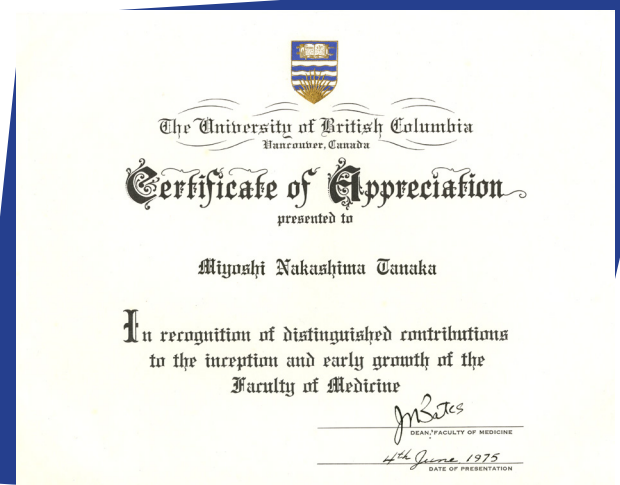 The University of British Columbia
Vancouver, Canada
Certificate of Appreciation
presented to
Miyoshi Nakashima Tanaka
In recognition of distinguished contributions
to the inception and early growth of the
Faculty of Medicine
JMBates
DEAN, FACULTY OF MEDICINE
4th June 1975
DATE OF PRESENTATION